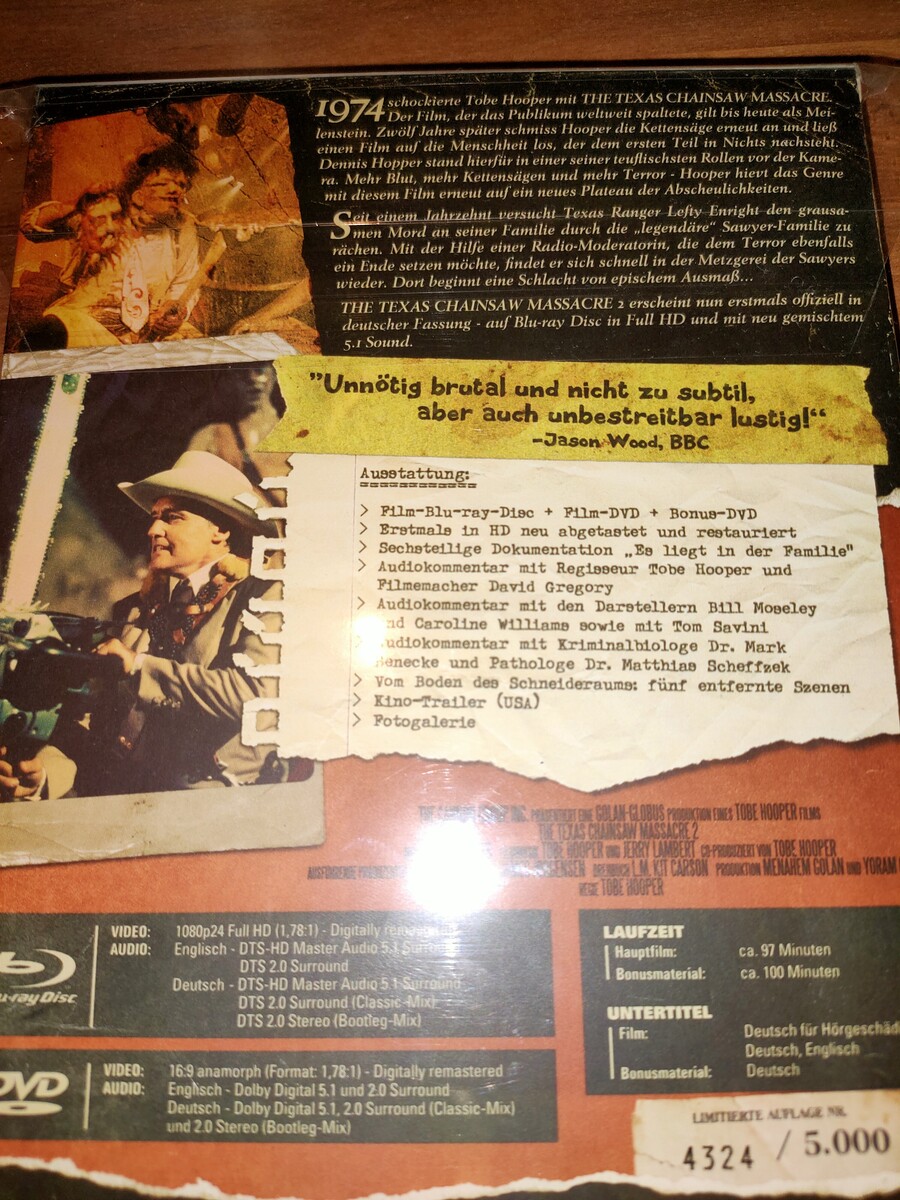 1974 schockierte Tobe Hooper mit THE TEXAS CHAINSAW MASSACRE.
Der Film, der das Publikum weltweit spaltete, gilt bis heute als Mei-
lenstein. Zwölf Jahre später schmiss Hooper die Kettensäge erneut an und ließ
einen Film auf die Menschheit los, der dem ersten Teil in Nichts nachsteht.
Dennis Hopper stand hierfür in einer seiner teuflischsten Rollen vor der Kame-
ra. Mehr Blut, mehr Kettensägen und mehr Terror - Hooper hievt das Genre
mit diesem Film erneut auf ein neues Plateau der Abscheulichkeiten.
Seit einem Jahrzehnt versucht Texas Ranger Lefty Enright den grausa-
men Mord an seiner Familie durch die „legendäre" Sawyer-Familie zu
rächen. Mit der Hilfe einer Radio-Moderatorin, die dem Terror ebenfalls
ein Ende setzen möchte, findet er sich schnell in der Metzgerei der Sawyers
wieder. Dort beginnt eine Schlacht von epischem Ausmaß...
THE TEXAS CHAINSAW MASSACRE 2 erscheint nun erstmals offiziell in
deutscher Fassung - auf Blu-ray Disc in Full HD und mit neu gemischtem
5.1 Sound.
"Unnötig brutal und nicht zu subtil,
aber auch unbestreitbar lustig!“
-Jason Wood, BBC
Ausstattung:
> Film-Blu-ray-Disc + Film-DVD + Bonus-DVD
> Erstmals in HD neu abgetastet und restauriert
> Sechsteilige Dokumentation „Es liegt in der Familie"
> Audiokommentar mit Regisseur Tobe Hooper und
Filmemacher David Gregory
> Audiokommentar mit den Darstellern Bill Moseley
und Caroline Williams sowie mit Tom Savini
Audiokommentar mit Kriminalbiologe Dr. Mark
Benecke und Pathologe Dr. Matthias Scheffzek
> Vom Boden des Schneideraums: fünf entfernte Szenen
> Kino-Trailer (USA)
> Fotogalerie
PRÄSENTIERT EINE GOLAN-GLOBUS PRODUKTION EINES TOBE HOOPER FILMS
THE TEXAS CHAINSAW MASSACRE 2
TOBE HOOPER UND JERRY LAMBERT CO-PRODUZIERT VON TOBE HOOPER
AUSFÜHRENDE DREHBUCH L.M. KIT CARSON PRODUKTION MENAHEM GOLAN UND YORAM
REGIE TOBE HOOPER
Blu-ray Disc
VIDEO: 1080p24 Full HD (1,78:1) - Digitally remastered
AUDIO: Englisch - DTS-HD Master Audio 5.1 Surround
DTS 2.0 Surround
Deutsch - DTS-HD Master Audio 5.1 Surround
DTS 2.0 Surround (Classic-Mix)
DTS 2.0 Stereo (Bootleg-Mix)
DVD
VIDEO: 16:9 anamorph (Format: 1,78:1) - Digitally remastered
AUDIO: Englisch - Dolby Digital 5.1 und 2.0 Surround
Deutsch - Dolby Digital 5.1, 2.0 Surround (Classic-Mix)
und 2.0 Stereo (Bootleg-Mix)
LAUFZEIT
Hauptfilm: ca. 97 Minuten
Bonusmaterial: ca. 100 Minuten
UNTERTITEL
Film: Deutsch für Hörgeschäd
Deutsch, Englisch
Bonusmaterial: Deutsch
LIMITIERTE AUFLAGE NR.
4324 / 5.000